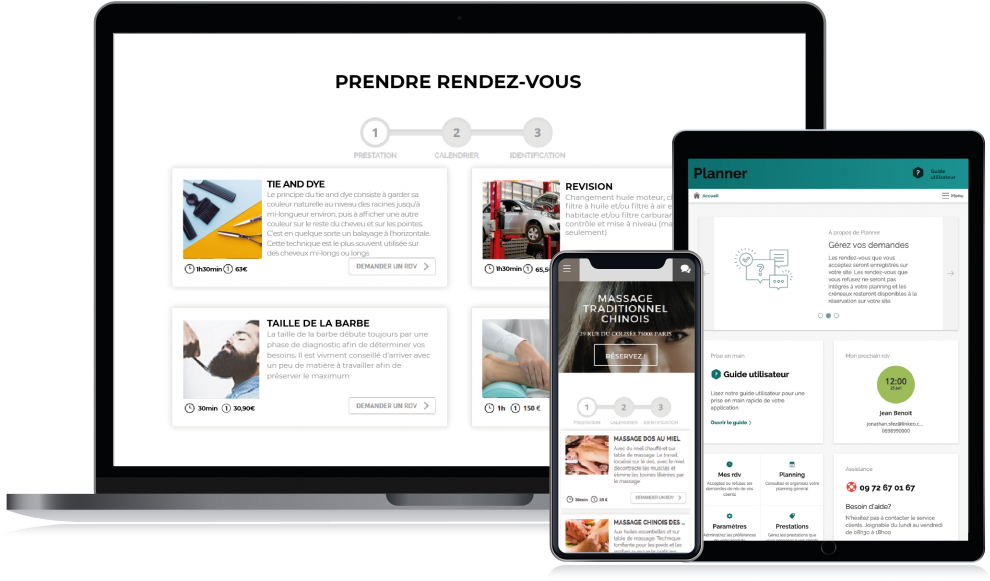 PRENDRE RENDEZ-VOUS
1
2
3
PRESTATION
CALENDRIER
IDENTIFICATION
TIE AND DYE
Le principe du tie and dye consiste à garder sa
couleur naturelle au niveau des racines jusqu'à
mi-longueur environ, puis à afficher une autre
couleur sur le reste du cheveu et sur les pointes.
C'est en quelque sorte un balayage à l'horizontale.
Cette technique est le plus souvent utilisée sur
des cheveux mi-longs ou longs
1h30min
63€
DEMANDER UN RDV
REVISION
Changement huile moteur,
filtre à huile et/ou filtre à air e
habitacle et/ou filtre carburan
contrôle et mise à niveau (ma
seulement)
1h30min
65,5
TAILLE DE LA BARBE
La taille de la barbe débute toujours par une
phase de diagnostic afin de déterminer vos
besoins. Il est vivment conseillé d'arriver avec
un peu de matière à travailler afin de
préserver le maximum
30min
30,90€
DEMANDER UN RDV
1h
158 €
MASSAGE
TRADITIONNEL
CHINOIS
39 RUE DU COLISÉE 75008 PARIS
RÉSERVEZ !
1
2
3
PRESTATION
CALENDRIER
IDENTIFICATION
MASSAGE DOS AU MIEL
Avec du miel chauffé et sur
table de massage. Le travail,
localisé sur le dos, avec le miel
décontracte les muscles et
élimine les toxines libérées par
le massage.
30min
DEMANDER UN RDV
MASSAGE CHINOIS DES ...
Aux huiles essentielles et sur
table de massage. Technique
tonifiante pour les pieds et les
Planner
?
Guide
utilisateur
Accueil
Menu
À propos de Planner
Gérez vos demandes
Les rendez-vous que vous
acceptez seront enregistrés sur
votre site. Les rendez-vous que
vous refusez ne seront pas
intégrés à votre planning et les
créneaux resteront disponibles à la
réservation sur votre site.
Prise en main
Guide utilisateur
Lisez notre guide utilisateur pour une
prise en main rapide de votre
application.
Ouvrir le guide
Mon prochain rdv
12:00
Jean Benoit
jonathan.sfez@linkeo.c...
0698990000
Mes rdv
Acceptez ou refusez les
demandes de rdv de vos
clients
Planning
Consultez et organisez votre
planning général
Paramètres
Administrez les préférences
Prestations
Gérez les prestations que
Assistance
09 72 67 01 67
Besoin d'aide?
N'hésitez pas à contacter le service
clients. Joignable du lundi au vendredi
de 08h30 à 18h00